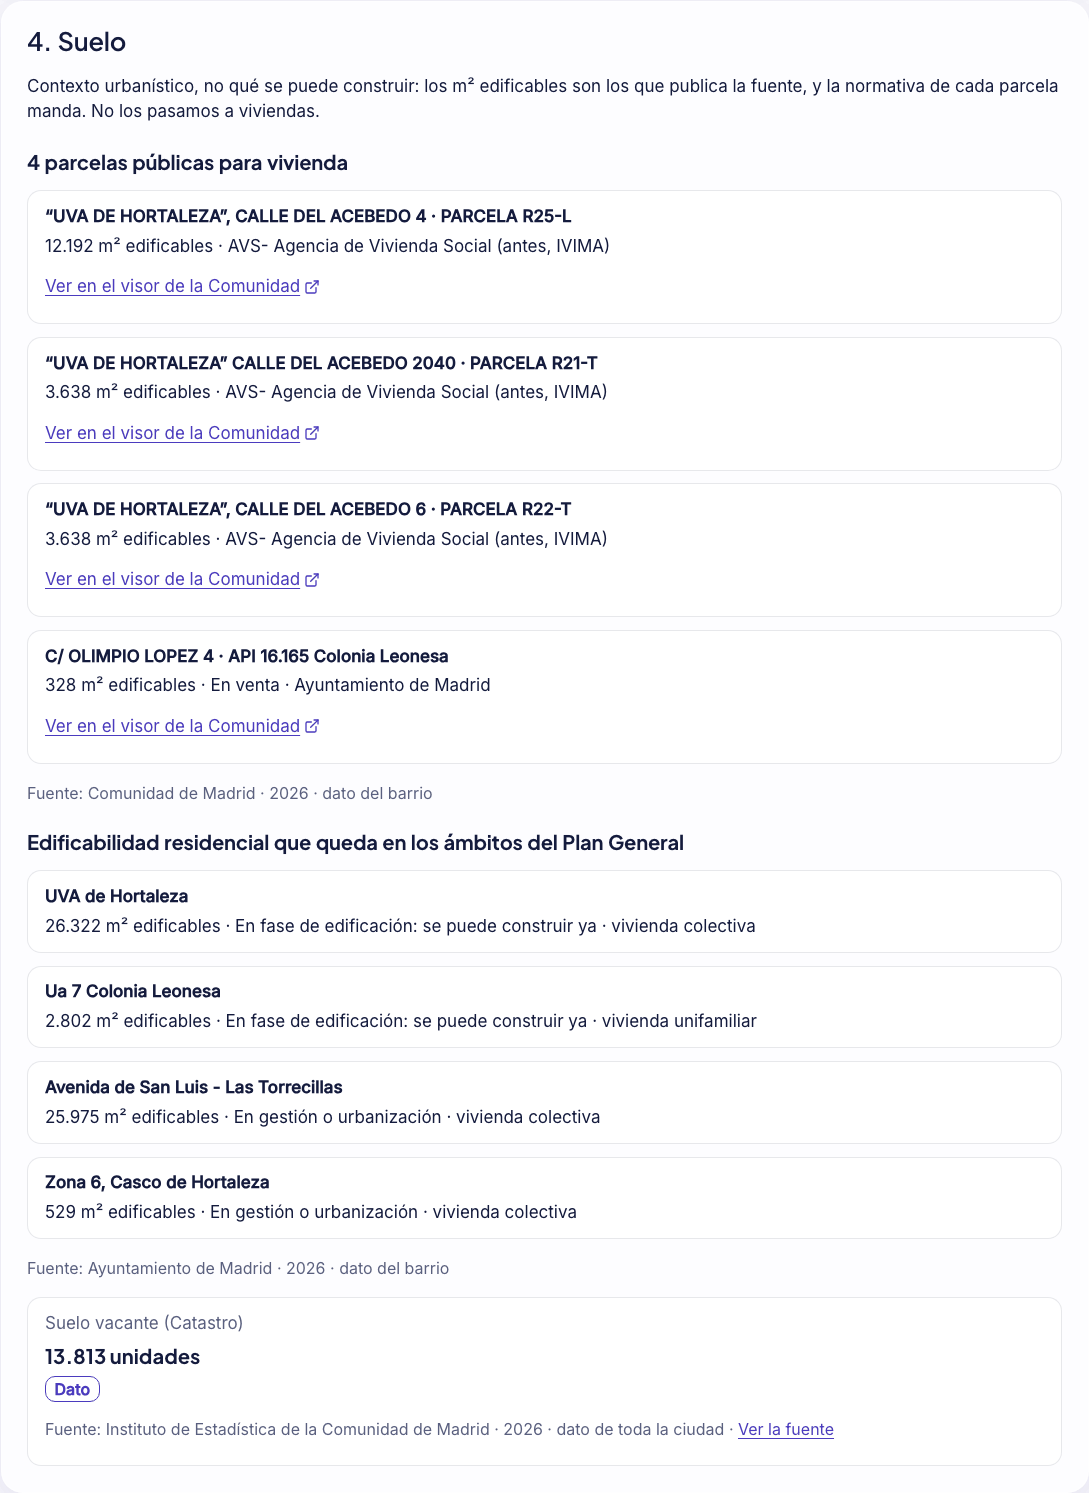 4. Suelo
Contexto urbanístico, no qué se puede construir: los m² edificables son los que publica la fuente, y la normativa de cada parcela
manda. No los pasamos a viviendas.
4 parcelas públicas para vivienda
“UVA DE HORTALEZA”, CALLE DEL ACEBEDO 4 · PARCELA R25-L
12.192 m² edificables · AVS- Agencia de Vivienda Social (antes, IVIMA)
Ver en el visor de la Comunidad
“UVA DE HORTALEZA” CALLE DEL ACEBEDO 2040 · PARCELA R21-T
3.638 m² edificables · AVS- Agencia de Vivienda Social (antes, IVIMA)
Ver en el visor de la Comunidad
“UVA DE HORTALEZA”, CALLE DEL ACEBEDO 6 · PARCELA R22-T
3.638 m² edificables · AVS- Agencia de Vivienda Social (antes, IVIMA)
Ver en el visor de la Comunidad
C/ OLIMPIO LOPEZ 4 · API 16.165 Colonia Leonesa
328 m² edificables · En venta · Ayuntamiento de Madrid
Ver en el visor de la Comunidad
Fuente: Comunidad de Madrid · 2026 · dato del barrio
Edificabilidad residencial que queda en los ámbitos del Plan General
UVA de Hortaleza
26.322 m² edificables · En fase de edificación: se puede construir ya · vivienda colectiva
Ua 7 Colonia Leonesa
2.802 m² edificables · En fase de edificación: se puede construir ya · vivienda unifamiliar
Avenida de San Luis - Las Torrecillas
25.975 m² edificables · En gestión o urbanización · vivienda colectiva
Zona 6, Casco de Hortaleza
529 m² edificables · En gestión o urbanización · vivienda colectiva
Fuente: Ayuntamiento de Madrid · 2026 · dato del barrio
Suelo vacante (Catastro)
13.813 unidades
Dato
Fuente: Instituto de Estadística de la Comunidad de Madrid · 2026 · dato de toda la ciudad · Ver la fuente